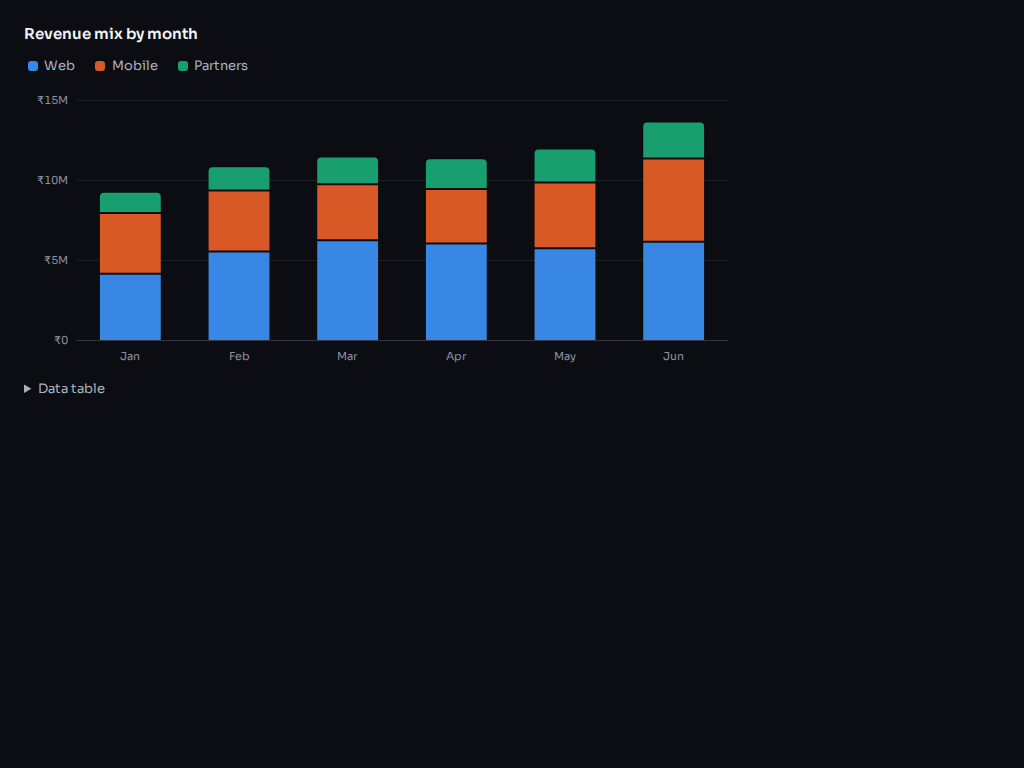 Revenue mix by month
Web Mobile Partners
₹15M
₹10M
₹5M
₹0
Jan Feb Mar Apr May Jun
Data table